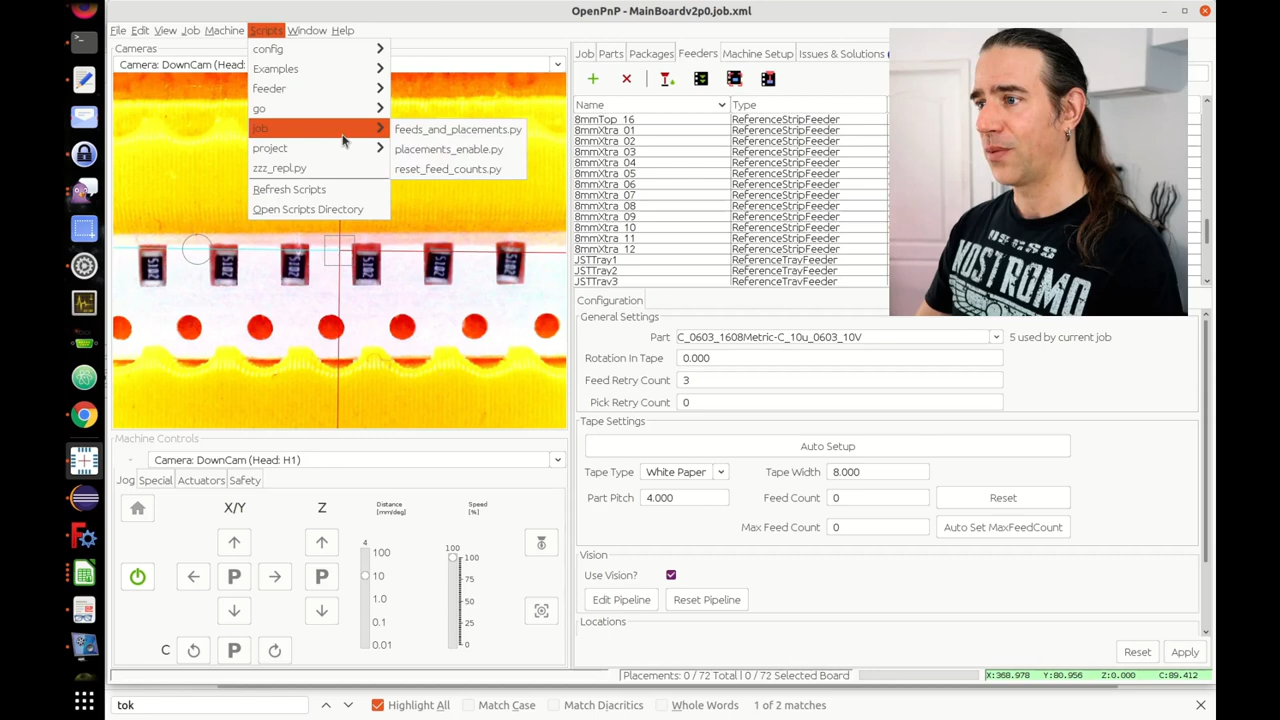 OpenPnP - MainBoardv2p0.job.xml
File Edit View Job Machine Scripts Window Help
Cameras
Camera: DownCam (Head:
config
Examples
feeder
go
job
project
zzz_repl.py
Refresh Scripts
Open Scripts Directory
feeds_and_placements.py
placements_enable.py
reset_feed_counts.py
5102 5102 5102 5102 5102 5102
Machine Controls
Camera: DownCam (Head: H1)
Jog Special Actuators Safety
X/Y
Z
Distance
[mm/deg]
Speed
[%]
4
100
10
1.0
0.1
0.01
100
100
75
50
25
0
P
P
C
P
Job Parts Packages Feeders Machine Setup Issues & Solutions
Name Type
8mmTop_16 ReferenceStripFeeder
8mmXtra_01 ReferenceStripFeeder
8mmXtra_02 ReferenceStripFeeder
8mmXtra_03 ReferenceStripFeeder
8mmXtra_04 ReferenceStripFeeder
8mmXtra_05 ReferenceStripFeeder
8mmXtra_06 ReferenceStripFeeder
8mmXtra_07 ReferenceStripFeeder
8mmXtra_08 ReferenceStripFeeder
8mmXtra_09 ReferenceStripFeeder
8mmXtra_10 ReferenceStripFeeder
8mmXtra_11 ReferenceStripFeeder
8mmXtra_12 ReferenceStripFeeder
JSTTray1 ReferenceTrayFeeder
JSTTray2 ReferenceTrayFeeder
JSTTray3 ReferenceTrayFeeder
USCSS
NOSTROMO
Configuration
General Settings
Part C_0603_1608Metric-C_10u_0603_10V 5 used by current job
Rotation In Tape 0.000
Feed Retry Count 3
Pick Retry Count 0
Tape Settings
Auto Setup
Tape Type White Paper Tape Width 8.000
Part Pitch 4.000 Feed Count 0 Reset
Max Feed Count 0 Auto Set MaxFeedCount
Vision
Use Vision?
Edit Pipeline Reset Pipeline
Locations
Reset Apply
Placements: 0 / 72 Total | 0 / 72 Selected Board
X:368.978 Y:80.956 Z:0.000 C:89.412
tok
Highlight All Match Case Match Diacritics Whole Words 1 of 2 matches